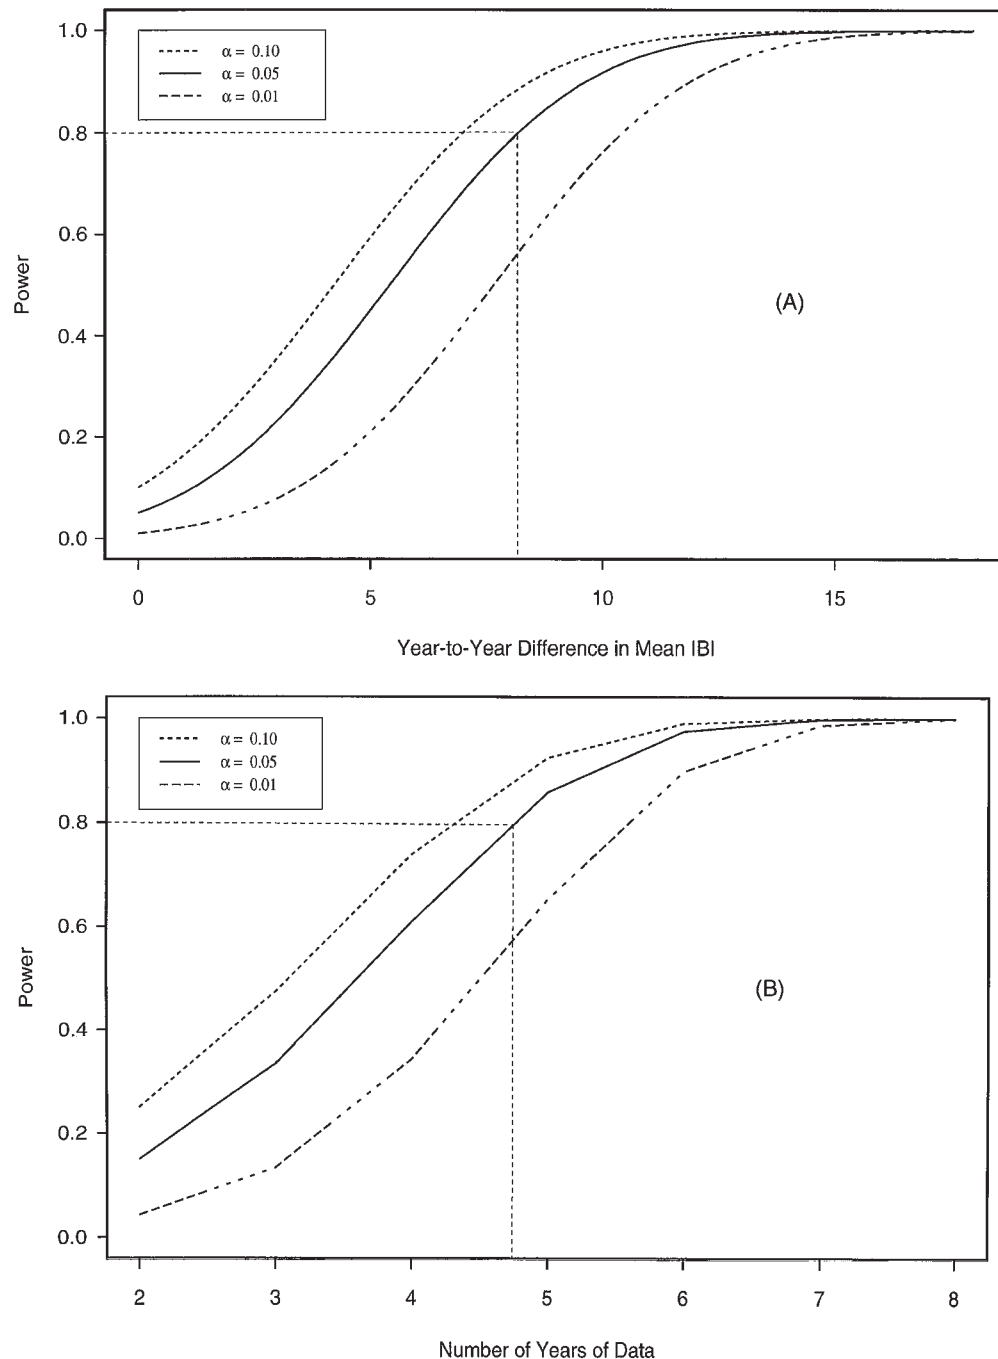 1.0
α = 0.10
α = 0.05
α = 0.01
0.8
0.6
Power
(A)
0.4
0.2
0.0
0 5 10 15
Year-to-Year Difference in Mean IBI
1.0
α = 0.10
α = 0.05
α = 0.01
0.8
0.6
Power
(B)
0.4
0.2
0.0
2 3 4 5 6 7 8
Number of Years of Data